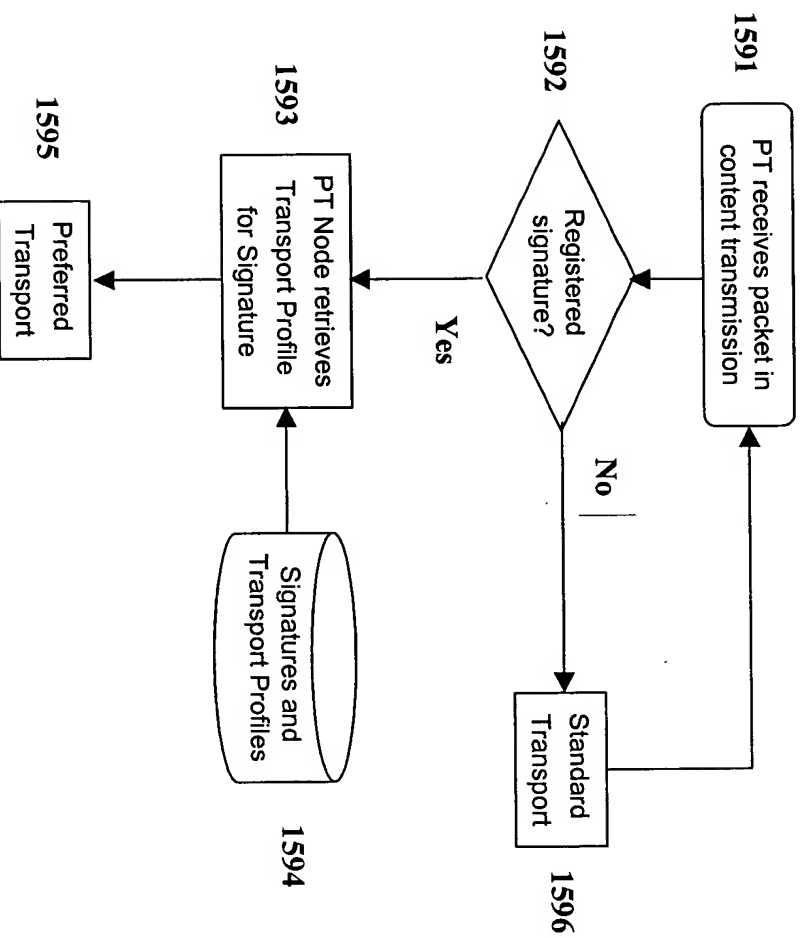 1591
PT receives packet in
content transmission
1592
Registered
signature?
No
Standard
Transport
1596
Yes
1593
PT Node retrieves
Transport Profile
for Signature
Signatures and
Transport Profiles
1594
1595
Preferred
Transport